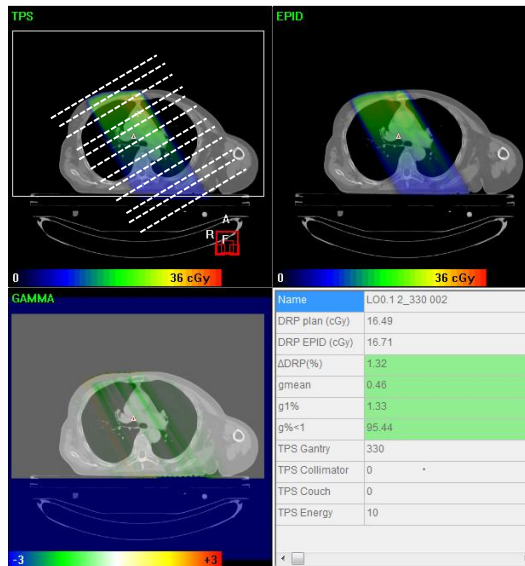 TPS
EPID
A
R
F
0 36 cGy
0 36 cGy
GAMMA
-3 +3
Name LO0.1 2_330 002
DRP plan (cGy) 16.49
DRP EPID (cGy) 16.71
ΔDRP(%) 1.32
gmean 0.46
g1% 1.33
g%<1 95.44
TPS Gantry 330
TPS Collimator 0
TPS Couch 0
TPS Energy 10